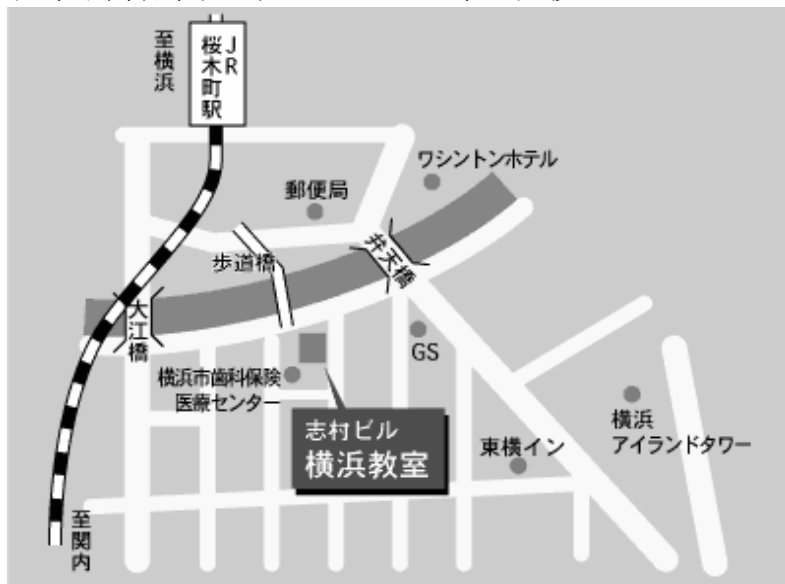 至横浜
JR
桜木町駅
ワシントンホテル
郵便局
弁天橋
歩道橋
大江橋
GS
横浜市歯科保険
医療センター
志村ビル
横浜教室
東横イン
横浜
アイランドタワー
至関内